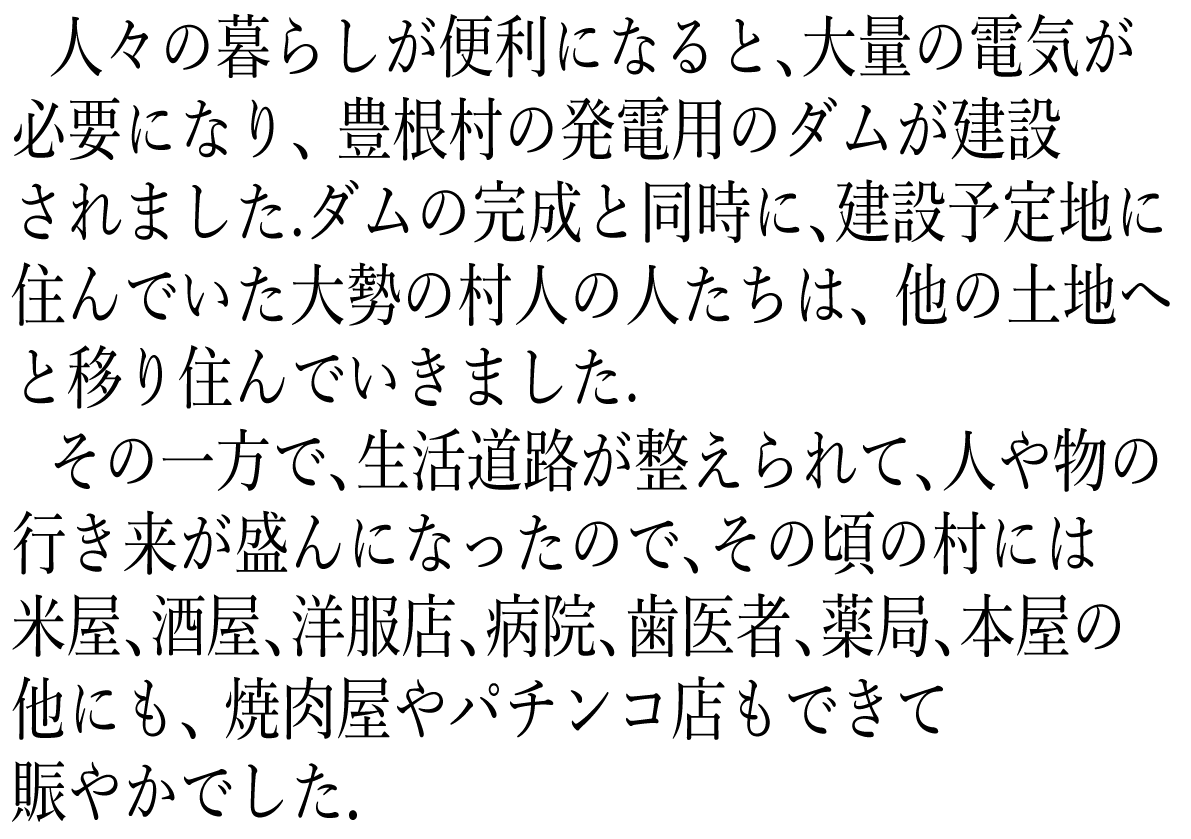 人々の暮らしが便利になると、大量の電気が
必要になり、豊根村の発電用のダムが建設
されました.ダムの完成と同時に、建設予定地に
住んでいた大勢の村人の人たちは、他の土地へ
と移り住んでいきました.
その一方で、生活道路が整えられて、人や物の
行き来が盛んになったので、その頃の村には
米屋、酒屋、洋服店、病院、歯医者、薬局、本屋の
他にも、焼肉屋やパチンコ店もできて
賑やかでした.